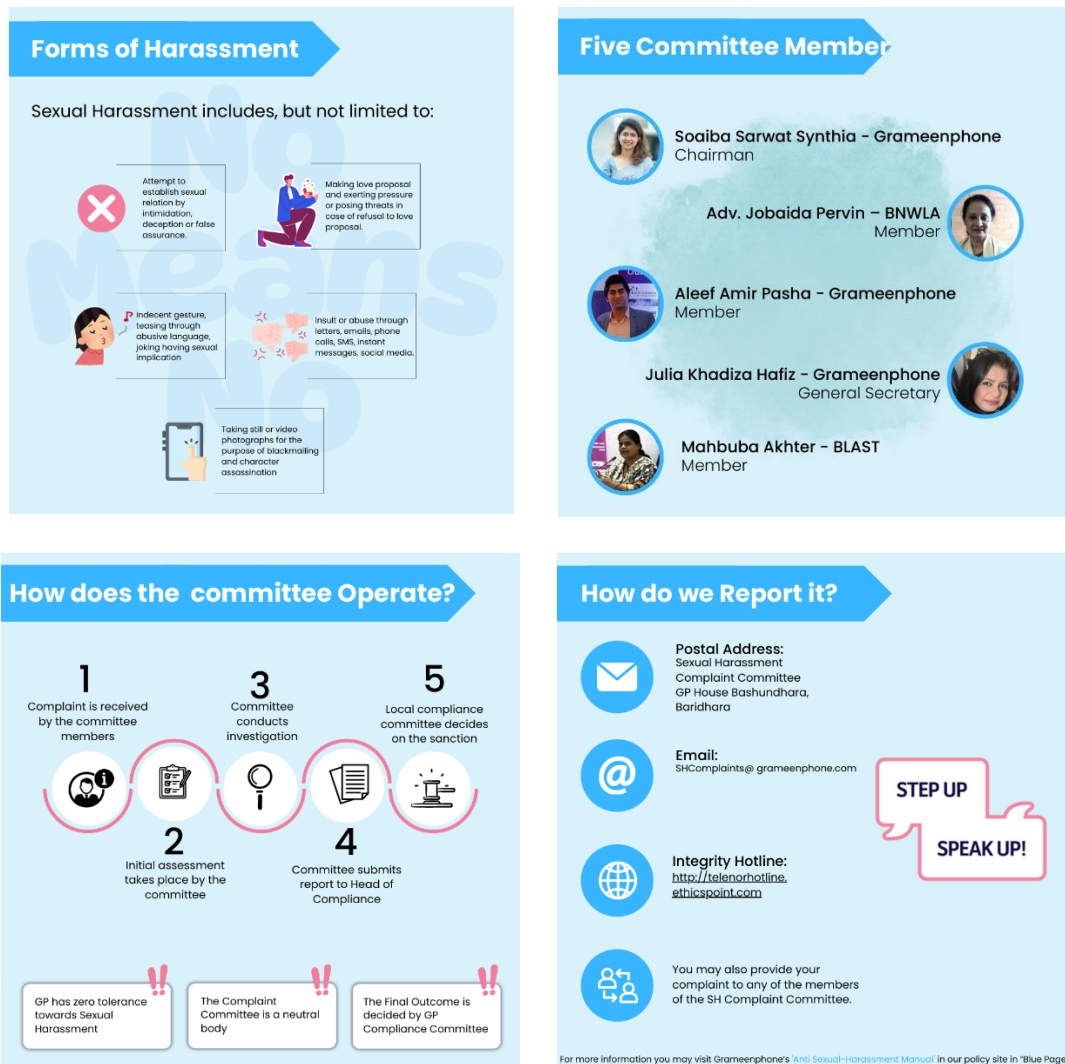 Forms of Harassment
Sexual Harassment includes, but not limited to:
No
Means
No
Attempt to
establish sexual
relation by
intimidation,
deception or false
assurance.
Making love proposal
and exerting pressure
or posing threats in
case of refusal to love
proposal.
Indecent gesture,
teasing through
abusive language,
joking having sexual
implication
Insult or abuse through
letters, emails, phone
calls, SMS, instant
messages, social media.
Taking still or video
photographs for the
purpose of blackmailing
and character
assassination
Five Committee Member
Soaiba Sarwat Synthia - Grameenphone
Chairman
Adv. Jobaida Pervin – BNWLA
Member
Aleef Amir Pasha - Grameenphone
Member
Julia Khadiza Hafiz - Grameenphone
General Secretary
Mahbuba Akhter - BLAST
Member
How does the committee Operate?
1
Complaint is received
by the committee
members
2
Initial assessment
takes place by the
committee
3
Committee
conducts
investigation
4
Committee submits
report to Head of
Compliance
5
Local compliance
committee decides
on the sanction
GP has zero tolerance
towards Sexual
Harassment
The Complaint
Committee is a neutral
body
The Final Outcome is
decided by GP
Compliance Committee
How do we Report it?
Postal Address:
Sexual Harassment
Complaint Committee
GP House Bashundhara,
Baridhara
Email:
SHComplaints@ grameenphone.com
Integrity Hotline:
http://telenorhotline.
ethicspoint.com
You may also provide your
complaint to any of the members
of the SH Complaint Committee.
STEP UP
SPEAK UP!
For more information you may visit Grameenphone's 'Anti Sexual-Harassment Manual' in our policy site in "Blue Page